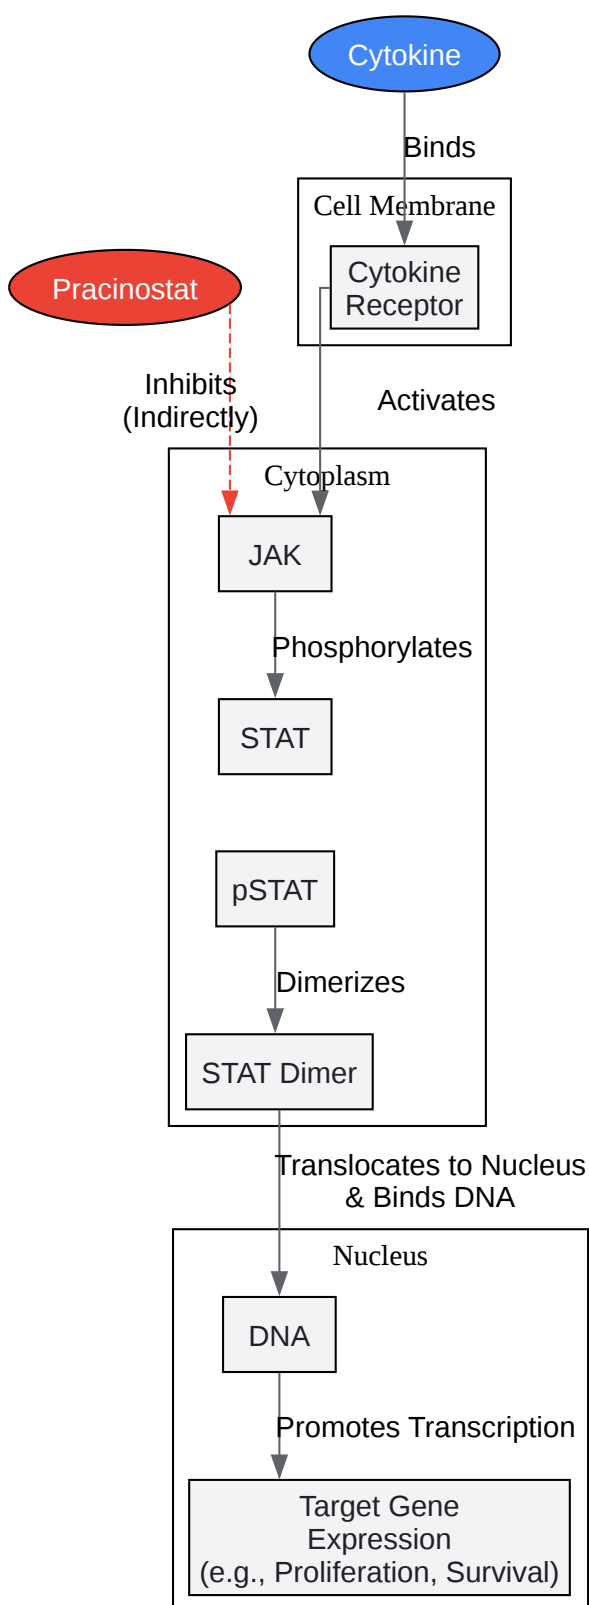 Cytokine
Binds
Cell Membrane
Cytokine
Receptor
Pracinostat
Inhibits
(Indirectly)
Activates
Cytoplasm
JAK
Phosphorylates
STAT
pSTAT
Dimerizes
STAT Dimer
Translocates to Nucleus
& Binds DNA
Nucleus
DNA
Promotes Transcription
Target Gene
Expression
(e.g., Proliferation, Survival)